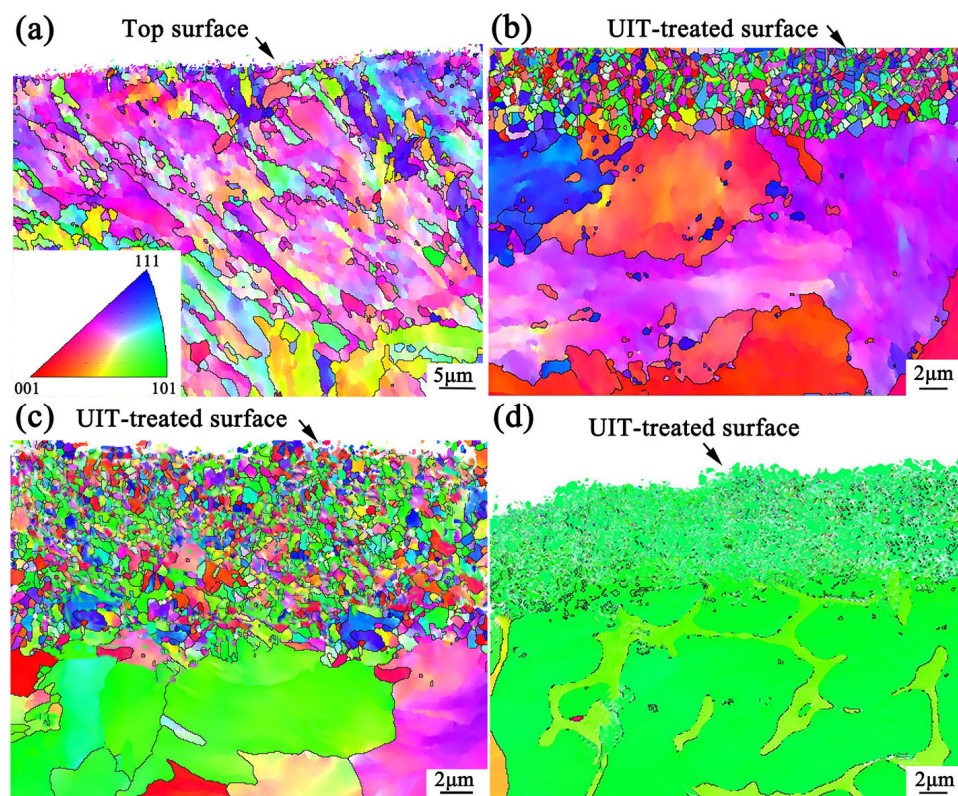 (a)
Top surface
111
001
101
5μm
(b)
UIT-treated surface
2μm
(c)
UIT-treated surface
2μm
(d)
UIT-treated surface
2μm